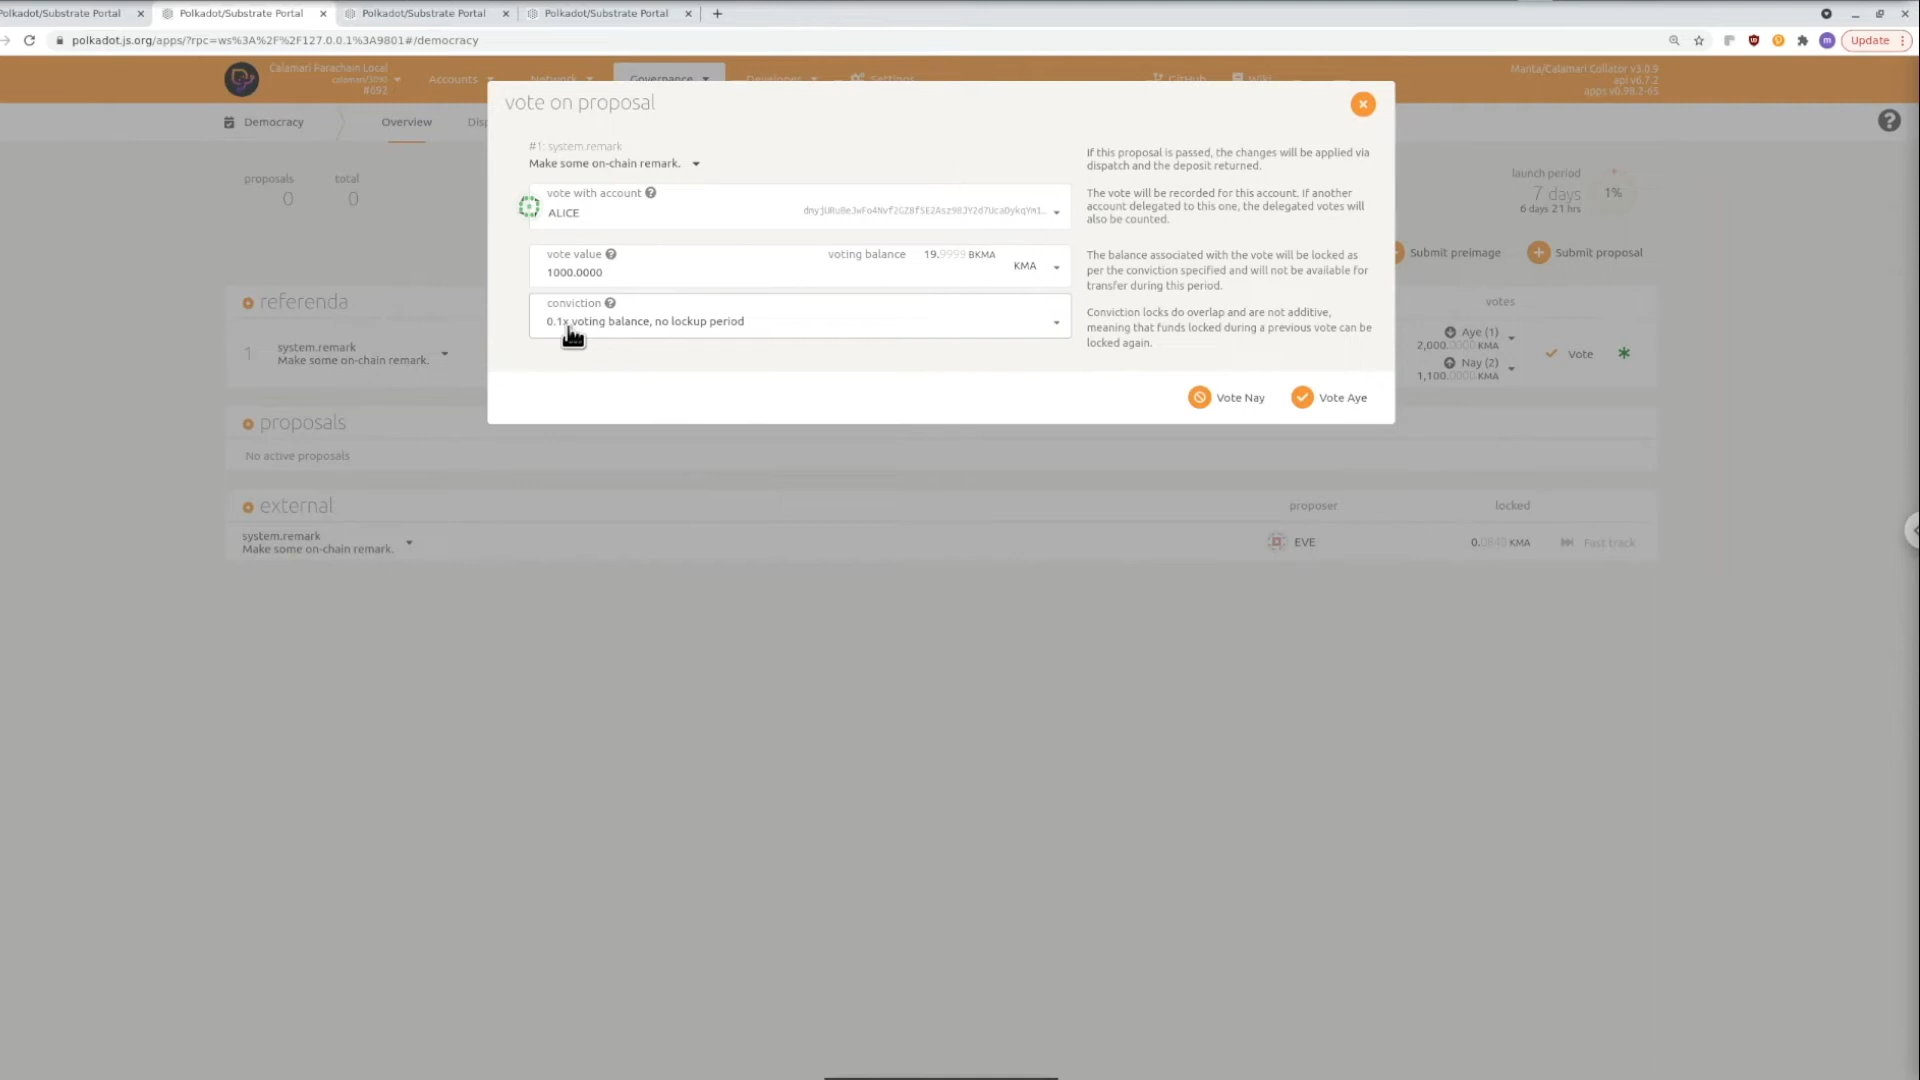 Polkadot/Substrate Portal
Polkadot/Substrate Portal
Polkadot/Substrate Portal
Polkadot/Substrate Portal
polkadot.js.org/apps/?rpc=ws%3A%2F%2F127.0.0.1%3A9801#/democracy
m
Update
Calamari Parachain Local
#692
Accounts
Network
Governance
Developer
Settings
GitHub
Wiki
Manta/Calamari Collator v3.0.9
api v6.7.2
apps v0.98.2-65
Democracy
Overview
Disp
vote on proposal
#1: system.remark
Make some on-chain remark.
If this proposal is passed, the changes will be applied via
dispatch and the deposit returned.
vote with account
ALICE
The vote will be recorded for this account. If another
account delegated to this one, the delegated votes will
also be counted.
vote value
1000.0000
voting balance 19.9999 BKMA
KMA
The balance associated with the vote will be locked as
per the conviction specified and will not be available for
transfer during this period.
conviction
0.1x voting balance, no lockup period
Conviction locks do overlap and are not additive,
meaning that funds locked during a previous vote can be
locked again.
Vote Nay
Vote Aye
proposals
0
total
0
launch period
7 days
6 days 21 hrs
1%
Submit preimage
Submit proposal
referenda
votes
1
system.remark
Make some on-chain remark.
Aye (1)
2,000.0000 KMA
Nay (2)
1,100.0000 KMA
Vote
proposals
No active proposals
external
proposer
locked
system.remark
Make some on-chain remark.
EVE
0.0840 KMA
Fast track